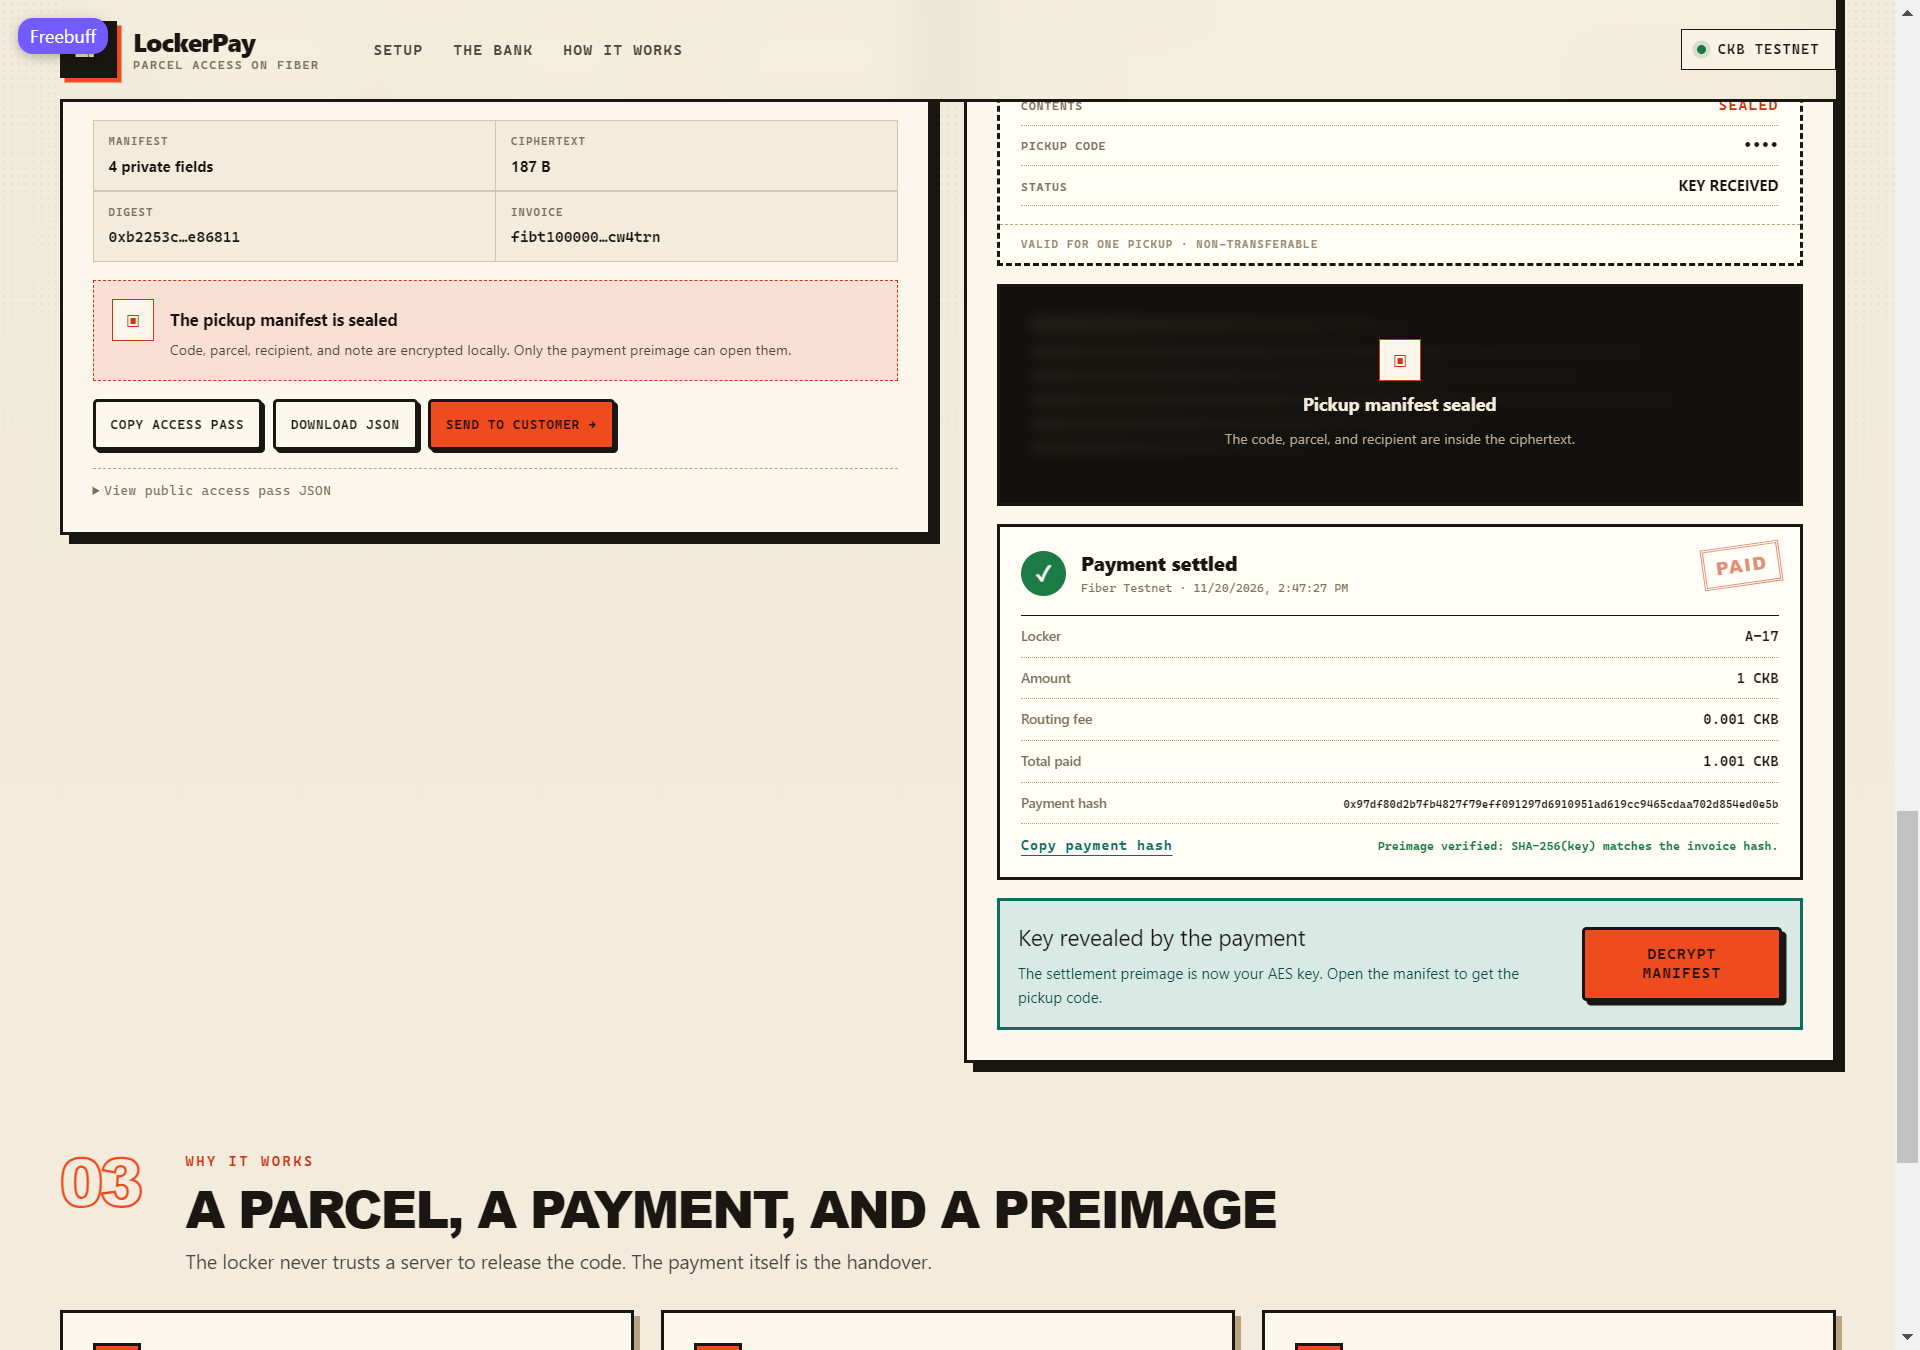 Freebuff
LockerPay
PARCEL ACCESS ON FIBER
SETUP
THE BANK
HOW IT WORKS
CKB TESTNET
MANIFEST
4 private fields
CIPHERTEXT
187 B
DIGEST
0xb2253c…e86811
INVOICE
fibt100000…cw4trn
The pickup manifest is sealed
Code, parcel, recipient, and note are encrypted locally. Only the payment preimage can open them.
COPY ACCESS PASS
DOWNLOAD JSON
SEND TO CUSTOMER →
View public access pass JSON
CONTENTS
SEALED
PICKUP CODE
••••
STATUS
KEY RECEIVED
VALID FOR ONE PICKUP · NON-TRANSFERABLE
Pickup manifest sealed
The code, parcel, and recipient are inside the ciphertext.
Payment settled
Fiber Testnet · 11/20/2026, 2:47:27 PM
PAID
Locker
A-17
Amount
1 CKB
Routing fee
0.001 CKB
Total paid
1.001 CKB
Payment hash
0x97df80d2b7fb4827f79eff091297d6910951ad619cc9465cdaa702d854ed0e5b
Copy payment hash
Preimage verified: SHA-256(key) matches the invoice hash.
Key revealed by the payment
The settlement preimage is now your AES key. Open the manifest to get the
pickup code.
DECRYPT
MANIFEST
03
WHY IT WORKS
A PARCEL, A PAYMENT, AND A PREIMAGE
The locker never trusts a server to release the code. The payment itself is the handover.